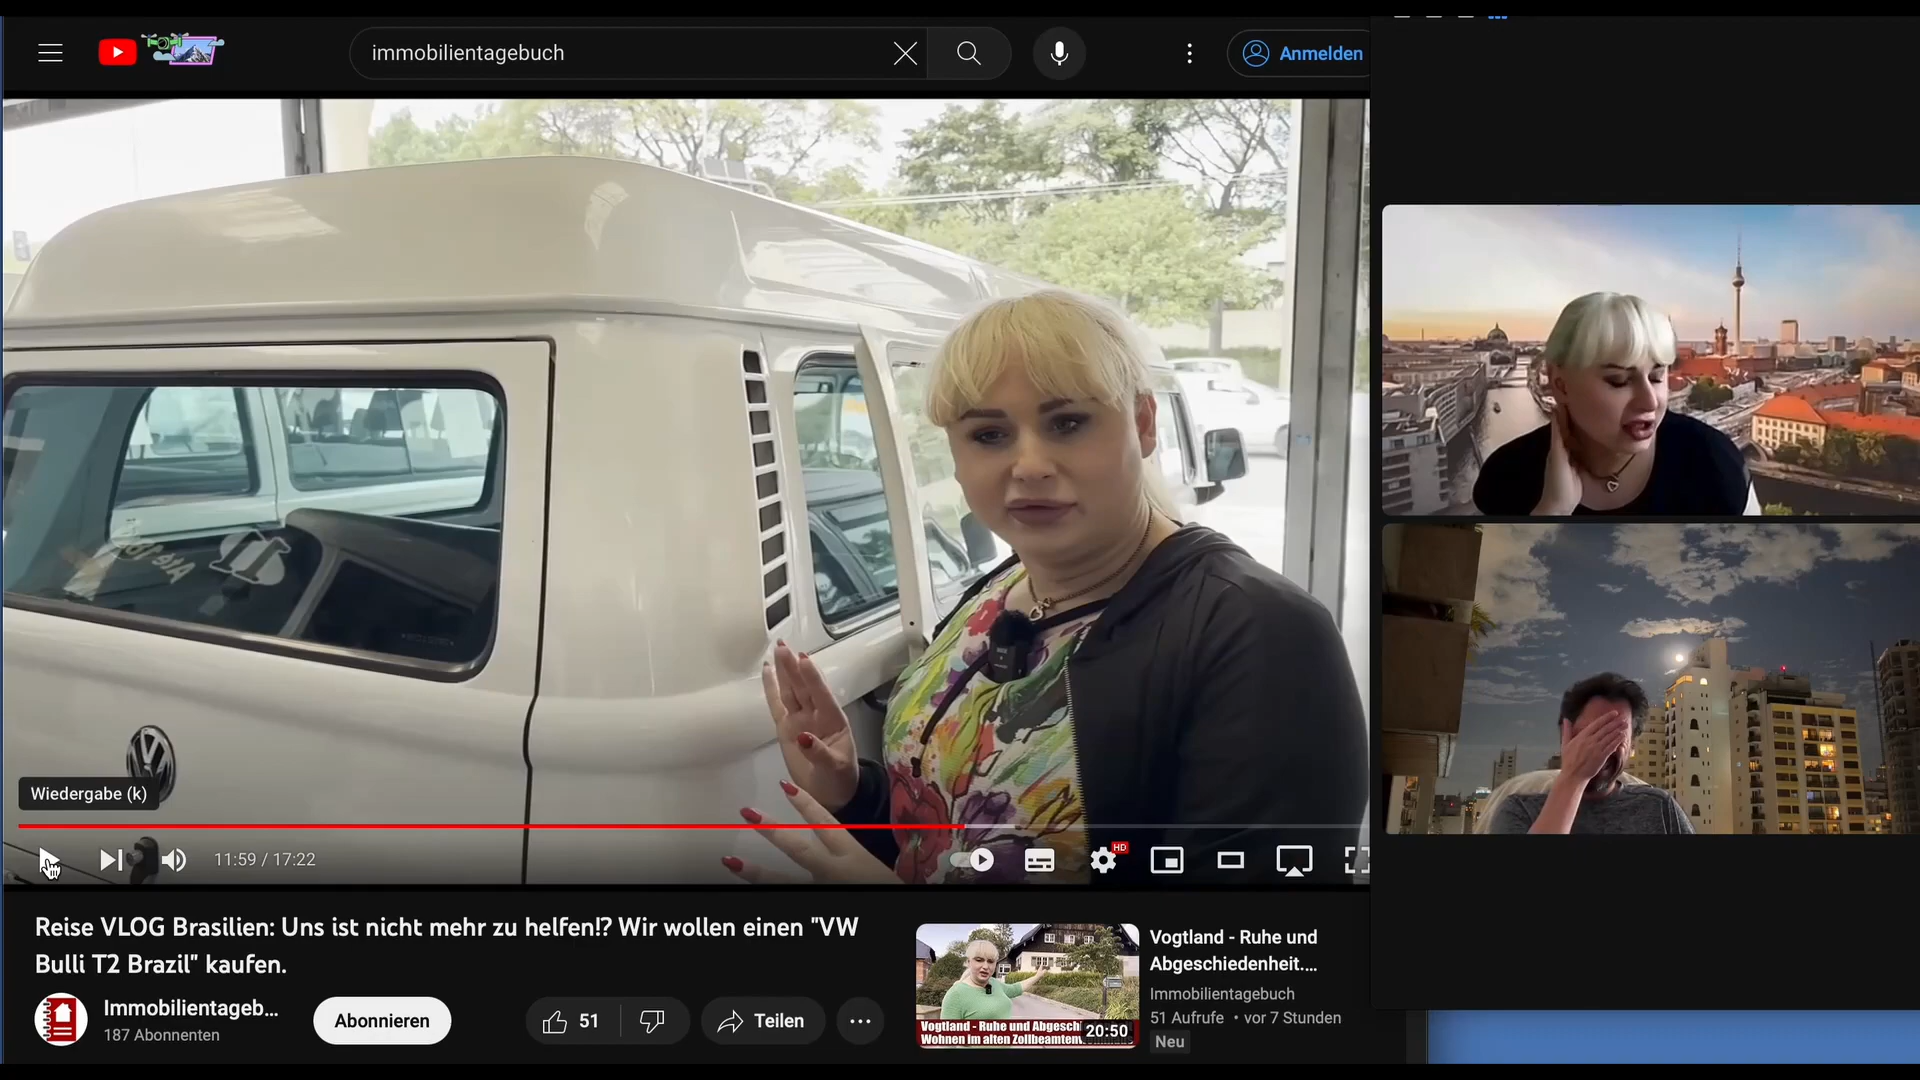 immobilientagebuch
Anmelden
Wiedergabe (k)
11:59 / 17:22
HD
Reise VLOG Brasilien: Uns ist nicht mehr zu helfen!? Wir wollen einen "VW
Bulli T2 Brazil" kaufen.
Immobilientageb...
187 Abonnenten
Abonnieren
51
Teilen
Vogtland - Ruhe und Abgesch
Wohnen im alten Zollbeamten
20:50
Vogtland - Ruhe und
Abgeschiedenheit....
Immobilientagebuch
51 Aufrufe • vor 7 Stunden
Neu